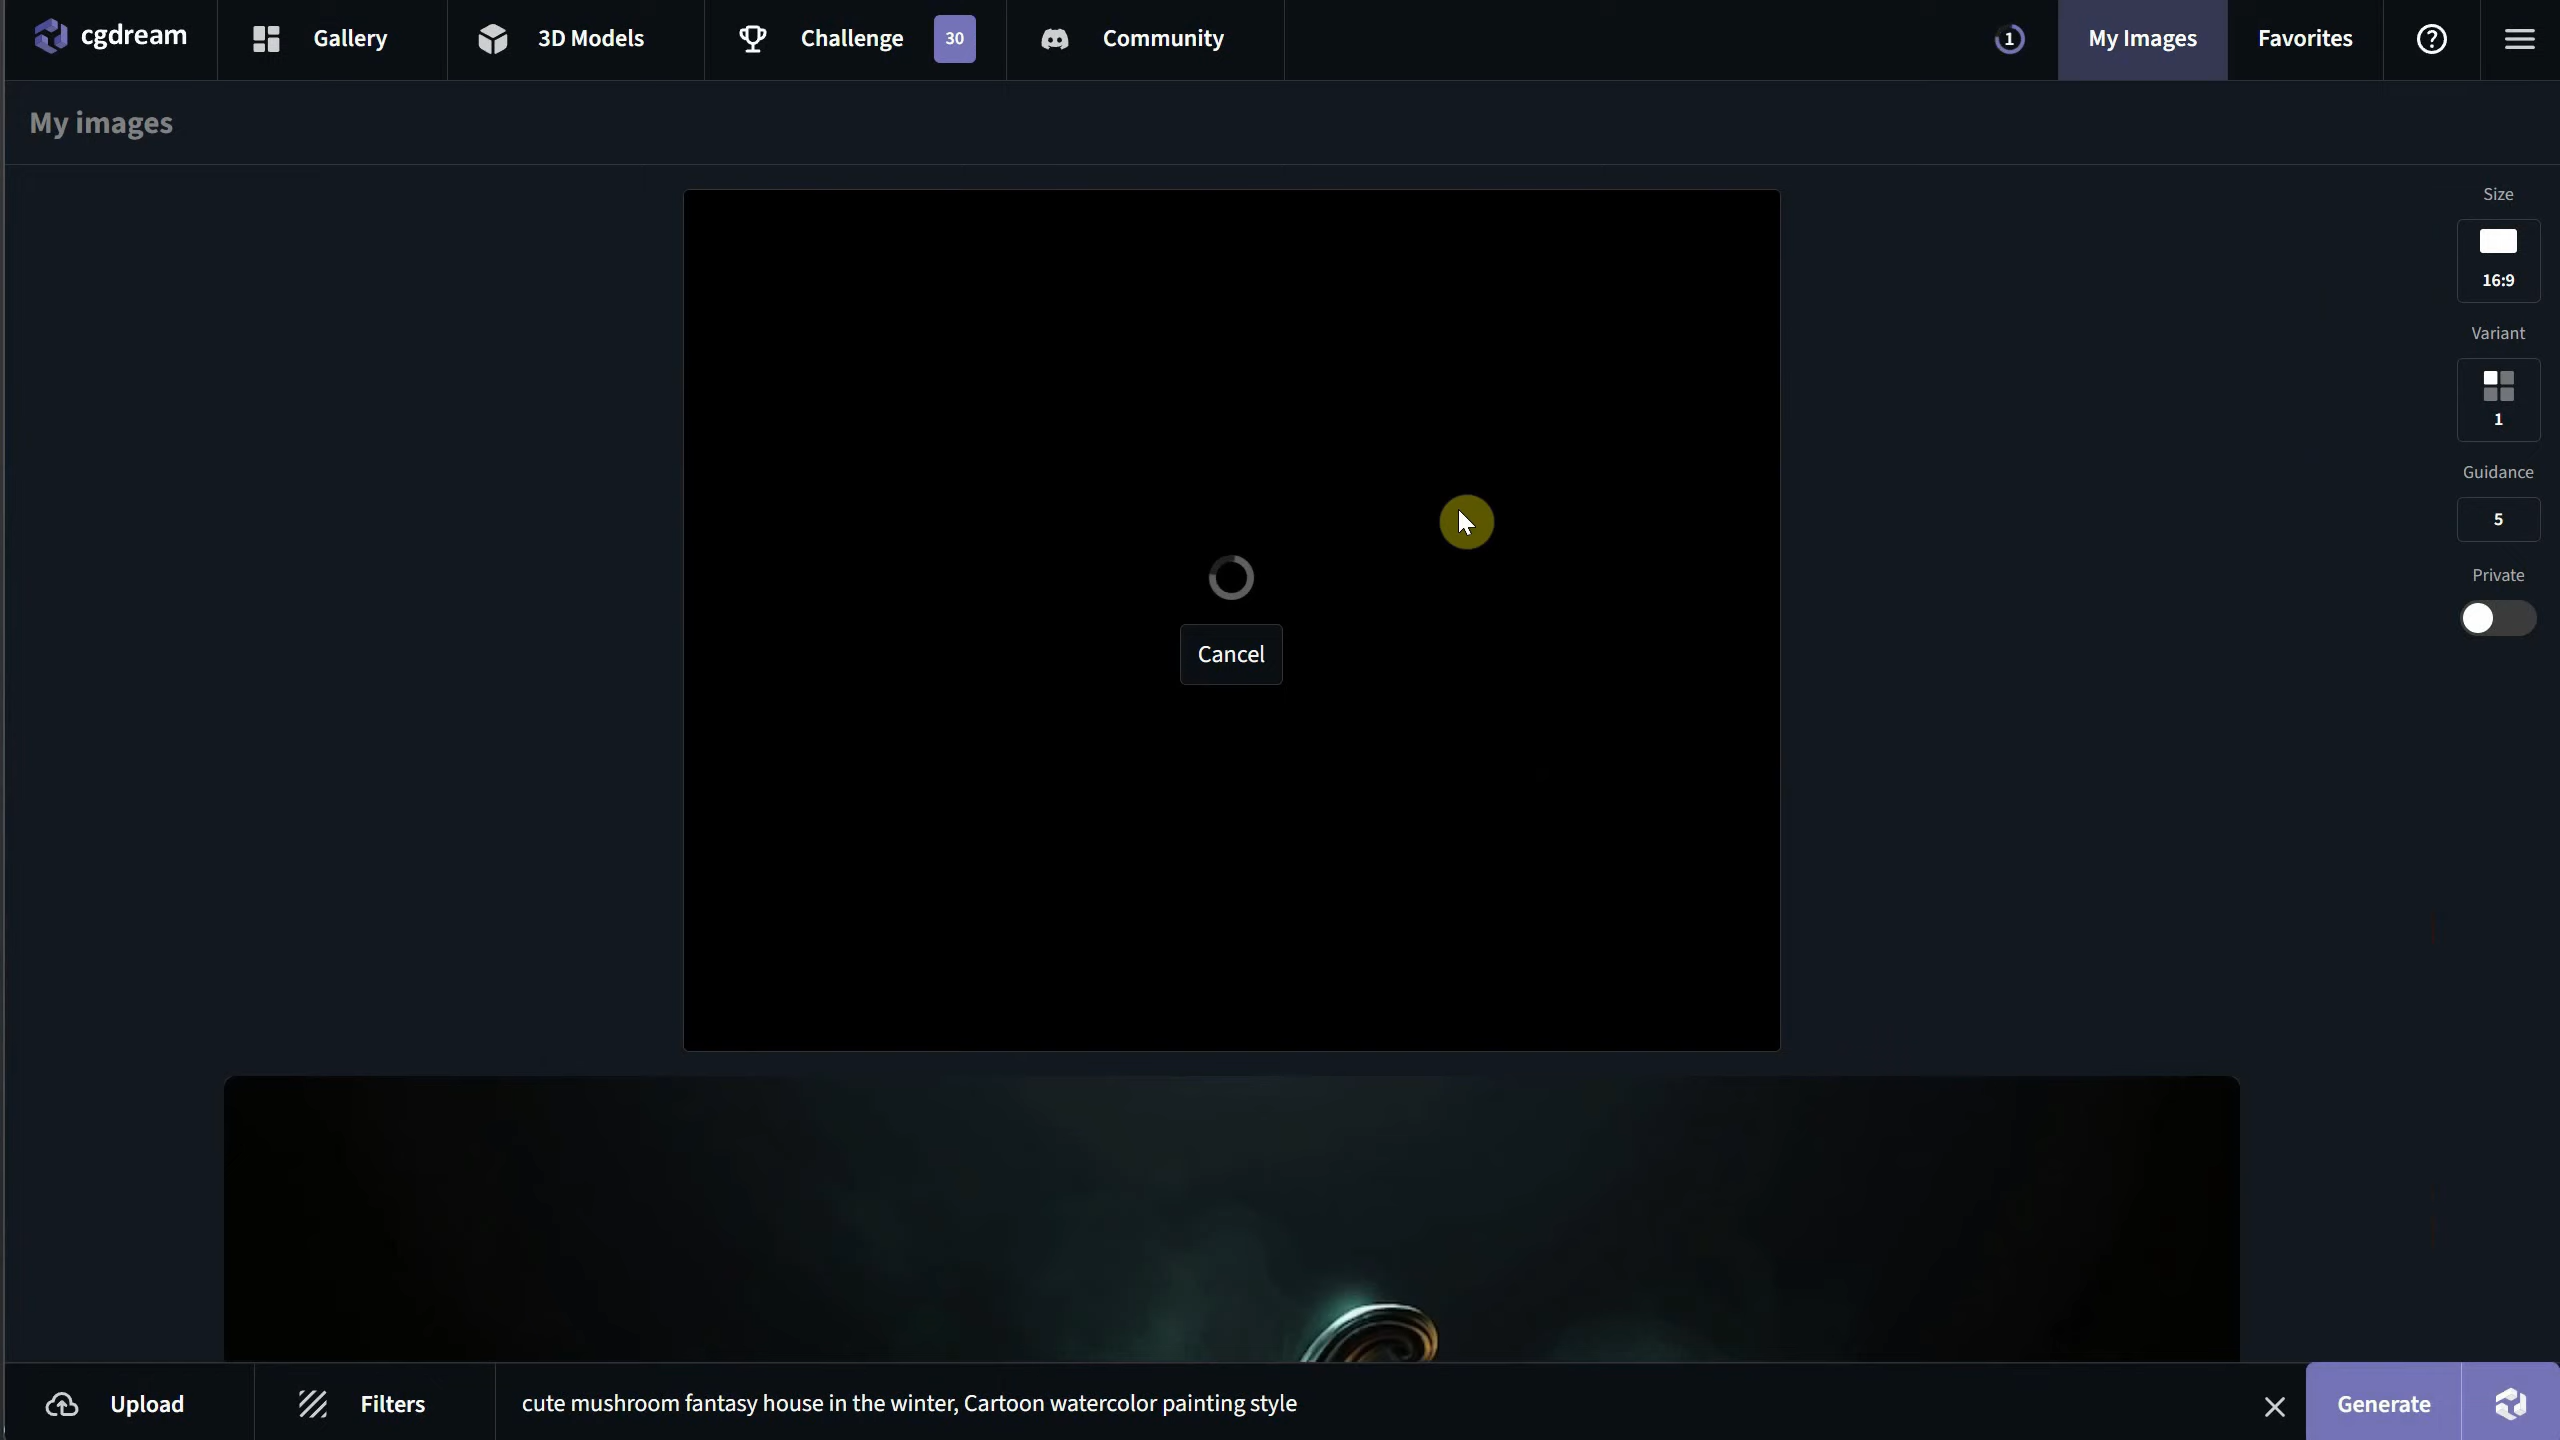 cgdream
Gallery
3D Models
Challenge 30
Community
1
My Images
Favorites
My images
Size
16:9
Variant
1
Guidance
5
Private
Cancel
Upload
Filters
cute mushroom fantasy house in the winter, Cartoon watercolor painting style
Generate